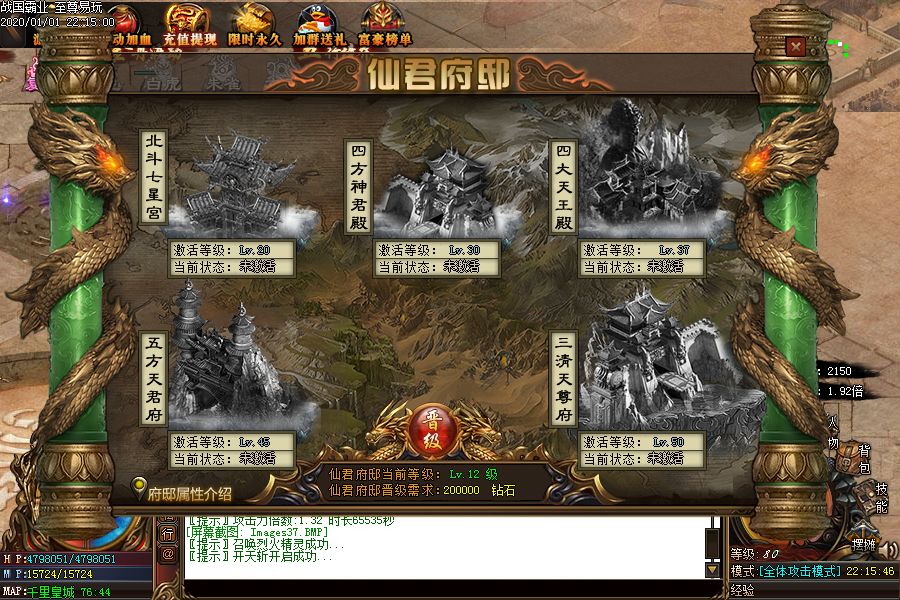 战国霸业-至尊易玩
2020/01/01 22:15:00
动加血 充值提现 限时永久 加群送礼 富豪榜单
仙君府邸
北斗七星宫
激活等级: Lv.20
当前状态: 未激活
四方神君殿
激活等级: Lv.30
当前状态: 未激活
四大天王殿
激活等级: Lv.37
当前状态: 未激活
五方天君府
激活等级: Lv.45
当前状态: 未激活
三清天尊府
激活等级: Lv.50
当前状态: 未激活
晋级
仙君府邸当前等级: Lv.12 级
仙君府邸晋级需求:200000 钻石
府邸属性介绍
: 2150
: 1.92倍
人物
背包
技能
摆摊
行
@
〖提示〗攻击力倍数:1.32 时长65535秒
[屏幕截图: Images37.BMP]
〖提示〗召唤烈火精灵成功...
〖提示〗开天斩开启成功...
HP:4798051/4798051
MP:15724/15724
MAP:千里皇城 76:44
等级: 80
模式:[全体攻击模式] 22:15:46
经验